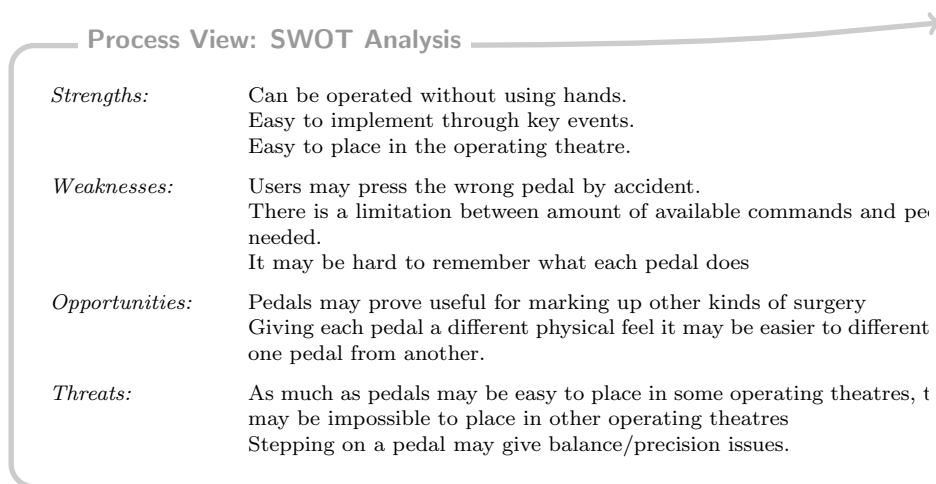 Process View: SWOT Analysis
Strengths: Can be operated without using hands.
Easy to implement through key events.
Easy to place in the operating theatre.
Weaknesses: Users may press the wrong pedal by accident.
There is a limitation between amount of available commands and
needed.
It may be hard to remember what each pedal does
Opportunities: Pedals may prove useful for marking up other kinds of surgery
Giving each pedal a different physical feel it may be easier to different
one pedal from another.
Threats: As much as pedals may be easy to place in some operating theatres,
may be impossible to place in other operating theatres
Stepping on a pedal may give balance/precision issues.